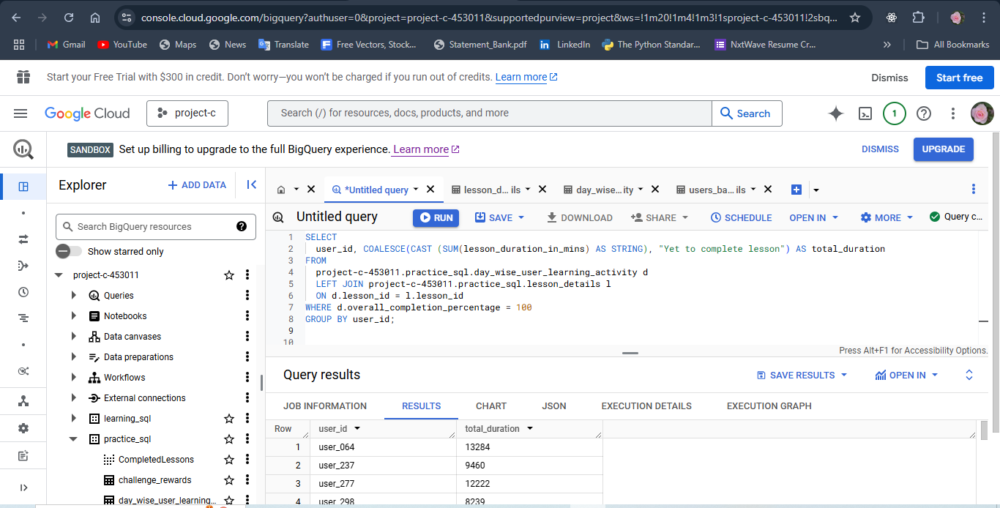 console.cloud.google.com/bigquery?authuser=0&project=project-c-453011&supportedpurview=project&ws=!1m20!1m4!1m3!1sproject-c-453011!2sbq...
Gmail YouTube Maps News Translate Free Vectors, Stock... Statement_Bank.pdf LinkedIn The Python Standar... NxtWave Resume Cr... » All Bookmarks
Start your Free Trial with $300 in credit. Don’t worry—you won’t be charged if you run out of credits. Learn more Dismiss Start free
Google Cloud project-c Search (/) for resources, docs, products, and more Search 1
SANDBOX Set up billing to upgrade to the full BigQuery experience. Learn more DISMISS UPGRADE
Explorer + ADD DATA
*Untitled query lesson_d... ils day_wise...ity users_ba... ils
Untitled query RUN SAVE DOWNLOAD SHARE SCHEDULE OPEN IN MORE Query c...
Search BigQuery resources
Show starred only
project-c-453011
Queries
Notebooks
Data canvases
Data preparations
Workflows
External connections
learning_sql
practice_sql
CompletedLessons
challenge_rewards
day_wise_user_learning...
1 SELECT
2 user_id, COALESCE(CAST (SUM(lesson_duration_in_mins) AS STRING), "Yet to complete lesson") AS total_duration
3 FROM
4 project-c-453011.practice_sql.day_wise_user_learning_activity d
5 LEFT JOIN project-c-453011.practice_sql.lesson_details l
6 ON d.lesson_id = l.lesson_id
7 WHERE d.overall_completion_percentage = 100
8 GROUP BY user_id;
9
10
Press Alt+F1 for Accessibility Options.
Query results SAVE RESULTS OPEN IN
JOB INFORMATION RESULTS CHART JSON EXECUTION DETAILS EXECUTION GRAPH
Row user_id total_duration
1 user_064 13284
2 user_237 9460
3 user_277 12222
4 user_298 8239